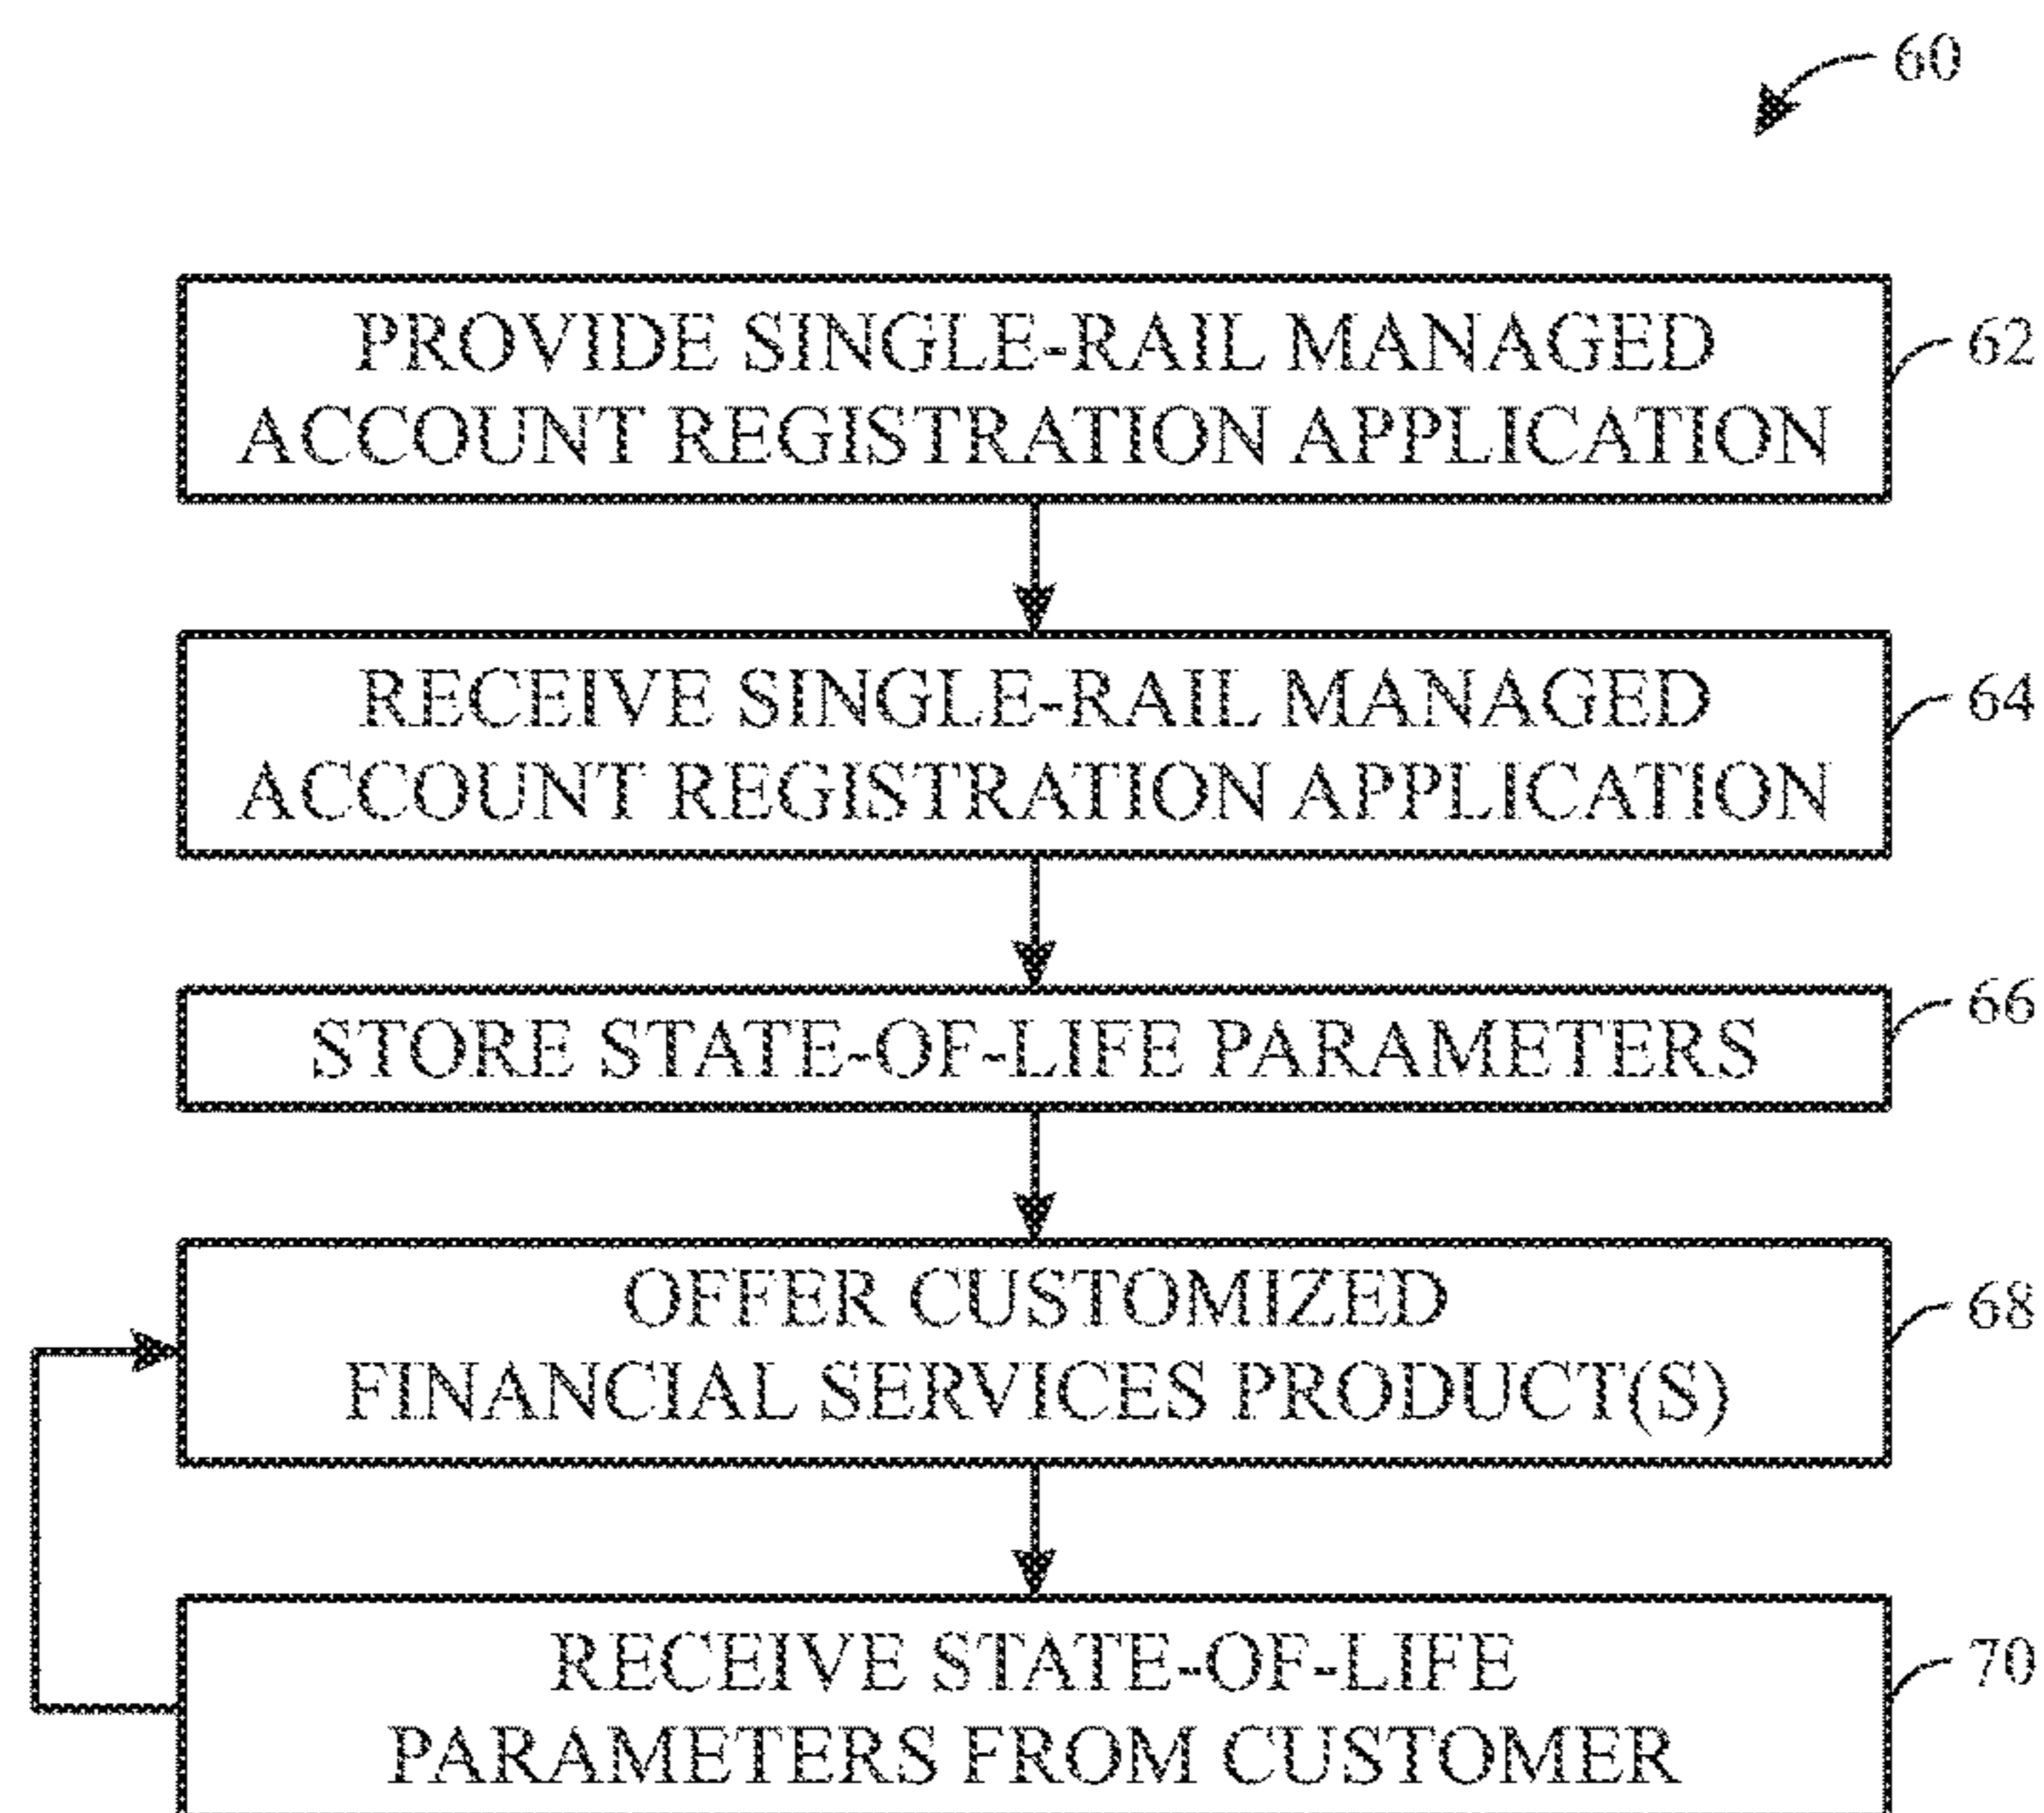 60
PROVIDE SINGLE-RAIL MANAGED
ACCOUNT REGISTRATION APPLICATION
62
RECEIVE SINGLE-RAIL MANAGED
ACCOUNT REGISTRATION APPLICATION
64
STORE STATE-OF-LIFE PARAMETERS
66
OFFER CUSTOMIZED
FINANCIAL SERVICES PRODUCT(S)
68
RECEIVE STATE-OF-LIFE
PARAMETERS FROM CUSTOMER
70